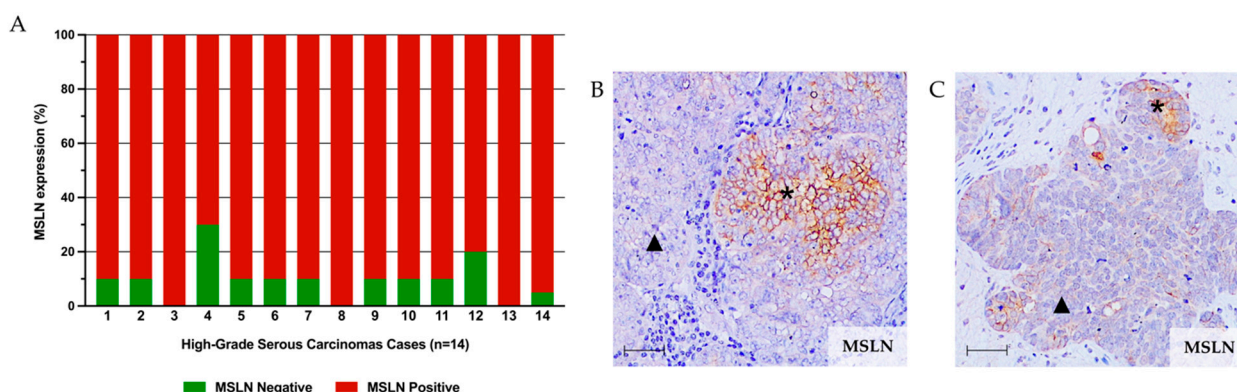 A
MSLN expression (%)
100
80
60
40
20
0
1 2 3 4 5 6 7 8 9 10 11 12 13 14
High-Grade Serous Carcinomas Cases (n=14)
MSLN Negative MSLN Positive
B
*
MSLN
C
*
MSLN